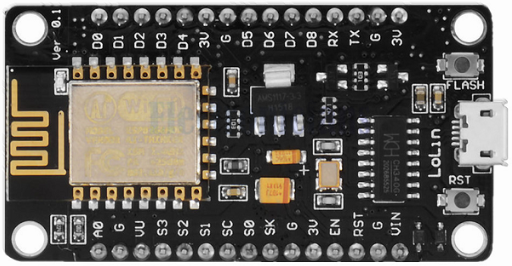 Ver 0.1
D0 D1 D2 D3 D4 3V G D5 D6 D7 D8 RX TX G 3V
FLASH
LoLin
CH340G
RST
A0 G VU S3 S2 S1 SC S0 SK G 3V EN RST G VIN